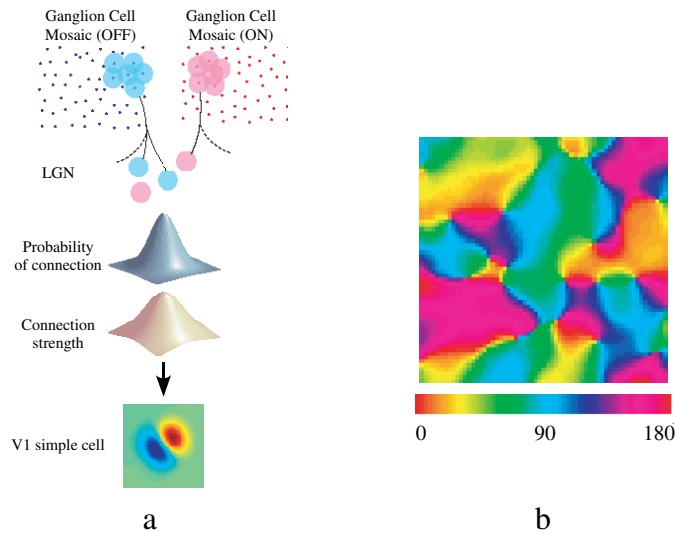 Ganglion Cell
Mosaic (OFF)
Ganglion Cell
Mosaic (ON)
LGN
Probability
of connection
Connection
strength
V1 simple cell
a
0 90 180
b